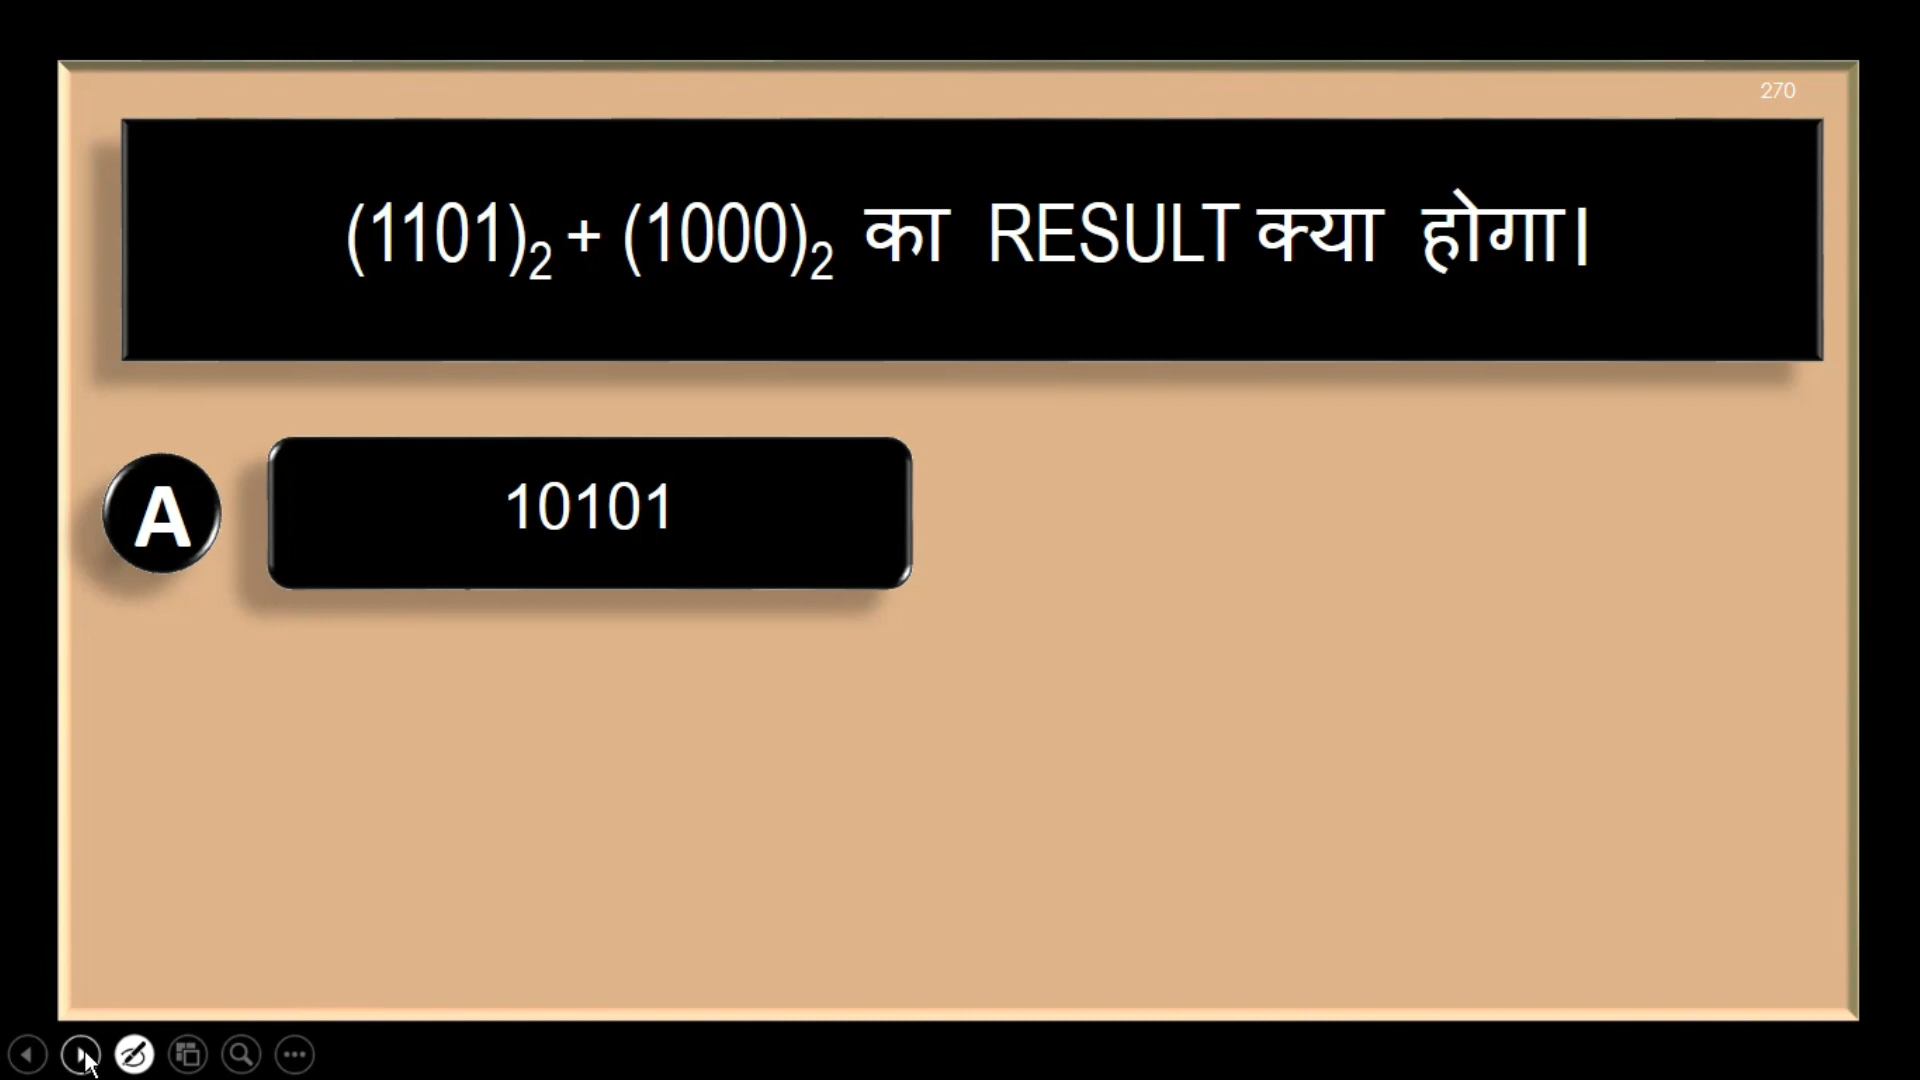 270
(1101)₂ + (1000)₂ का RESULT क्या होगा।
A
10101